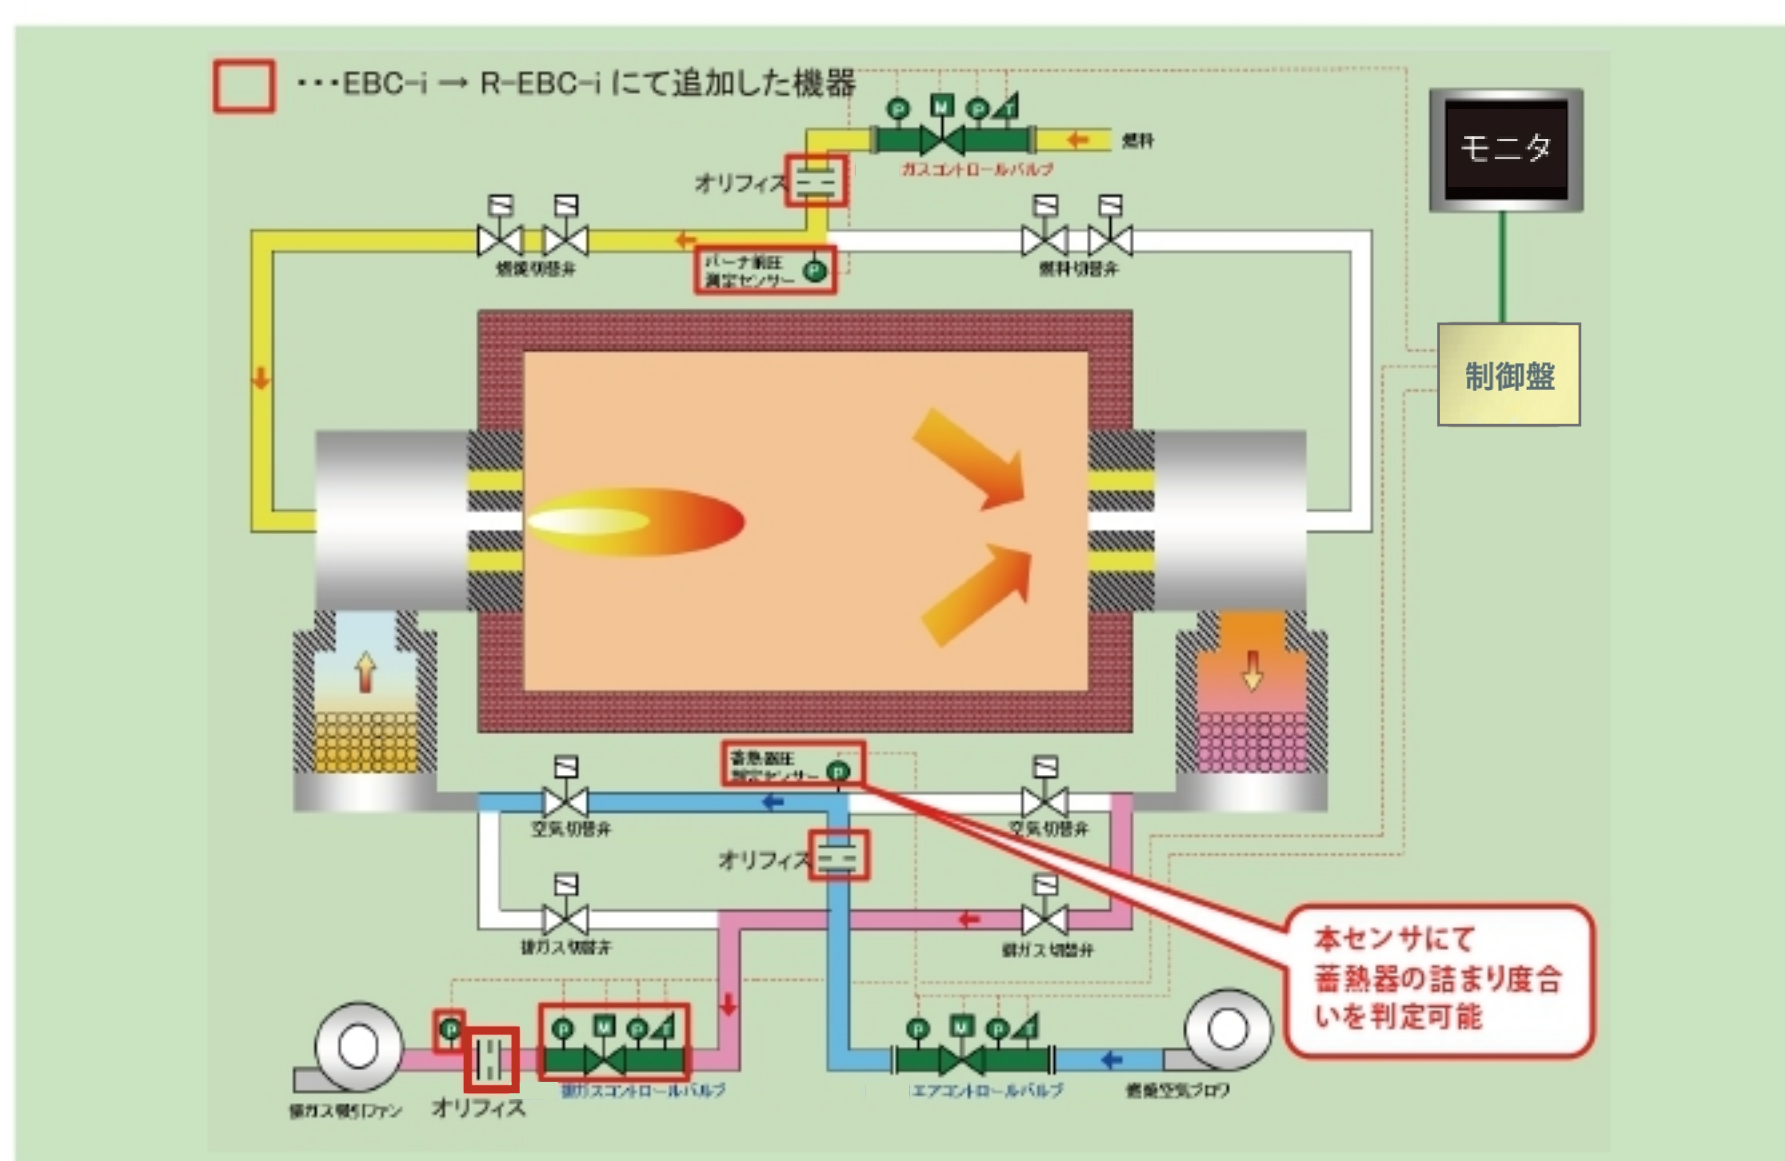 ・・・EBC-i → R-EBC-i にて追加した機器
モニタ
P M P T
燃料
ガスコントロールバルブ
オリフィス
燃焼切替弁
バーナ前圧
測定センサー P
燃料切替弁
制御盤
蓄熱器圧
測定センサー P
空気切替弁
空気切替弁
オリフィス
排ガス切替弁
排ガス切替弁
本センサにて
蓄熱器の詰まり度合
いを判定可能
P
P M P T
P M P T
排ガス吸引ファン
オリフィス
排ガスコントロールバルブ
エアコントロールバルブ
燃焼空気ブロワ